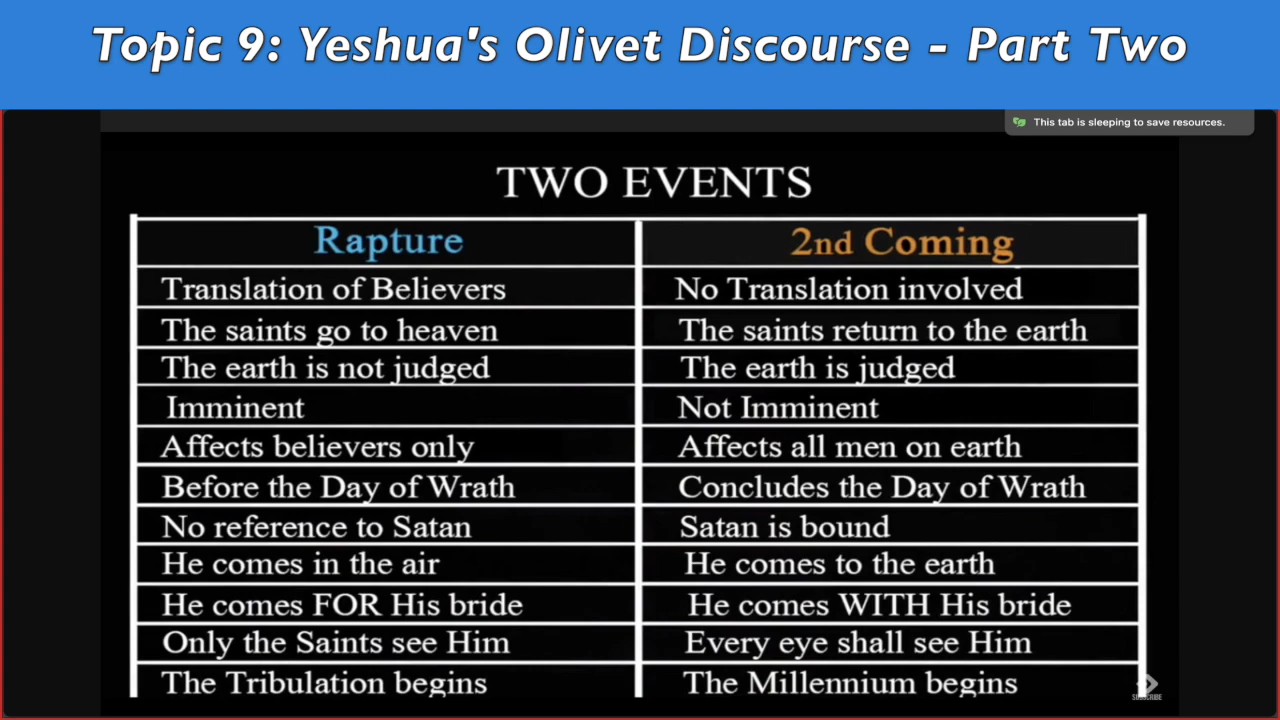 Topic 9: Yeshua's Olivet Discourse - Part Two
This tab is sleeping to save resources.
TWO EVENTS
Rapture 2nd Coming
Translation of Believers No Translation involved
The saints go to heaven The saints return to the earth
The earth is not judged The earth is judged
Imminent Not Imminent
Affects believers only Affects all men on earth
Before the Day of Wrath Concludes the Day of Wrath
No reference to Satan Satan is bound
He comes in the air He comes to the earth
He comes FOR His bride He comes WITH His bride
Only the Saints see Him Every eye shall see Him
The Tribulation begins The Millennium begins
SUBSCRIBE